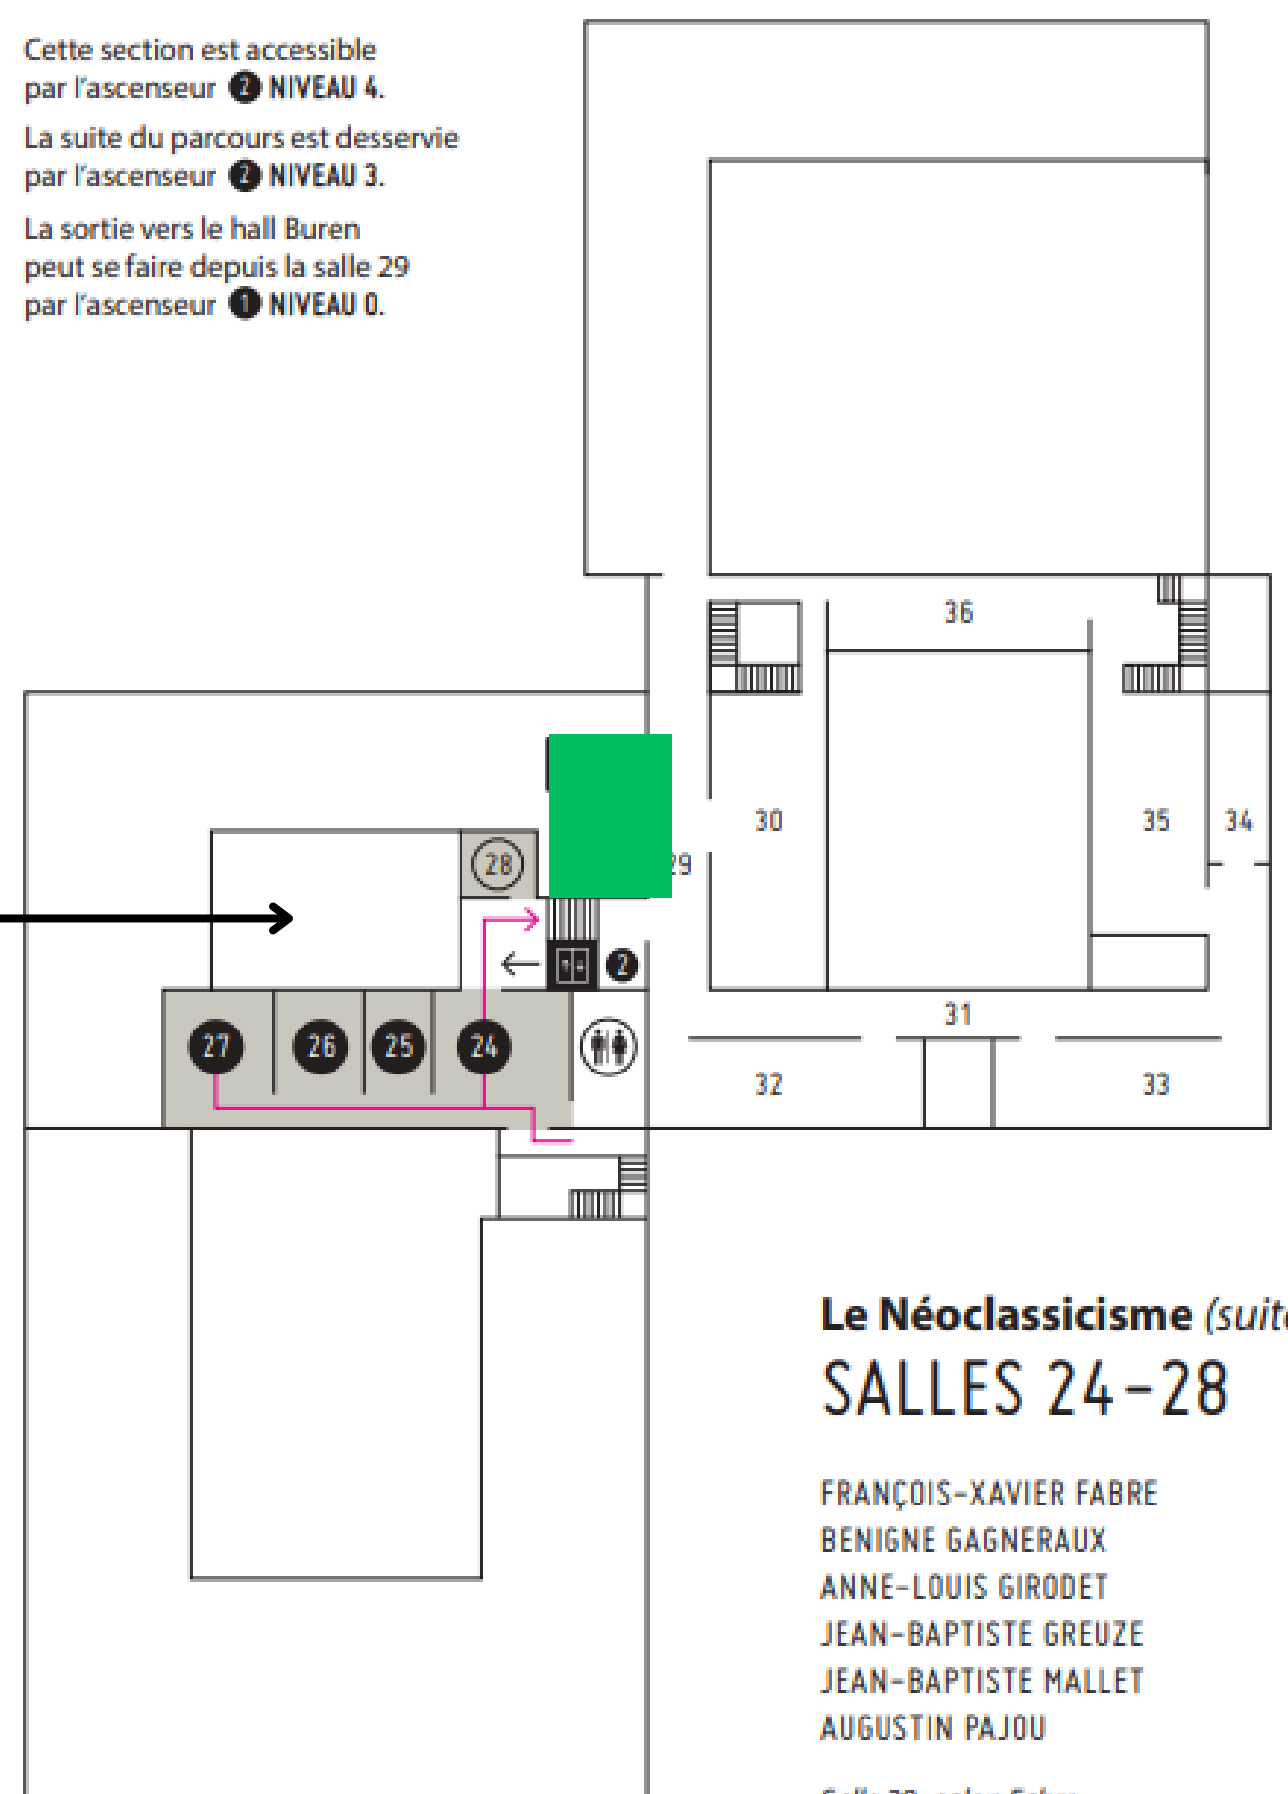 Cette section est accessible
par l'ascenseur 2 NIVEAU 4.
La suite du parcours est desservie
par l'ascenseur 2 NIVEAU 3.
La sortie vers le hall Buren
peut se faire depuis la salle 29
par l'ascenseur 1 NIVEAU 0.
36
30
35
34
28
29
2
31
27
26
25
24
32
33
Le Néoclassicisme (suite
SALLES 24-28
FRANÇOIS-XAVIER FABRE
BENIGNE GAGNERAUX
ANNE-LOUIS GIRODET
JEAN-BAPTISTE GREUZE
JEAN-BAPTISTE MALLET
AUGUSTIN PAJOU